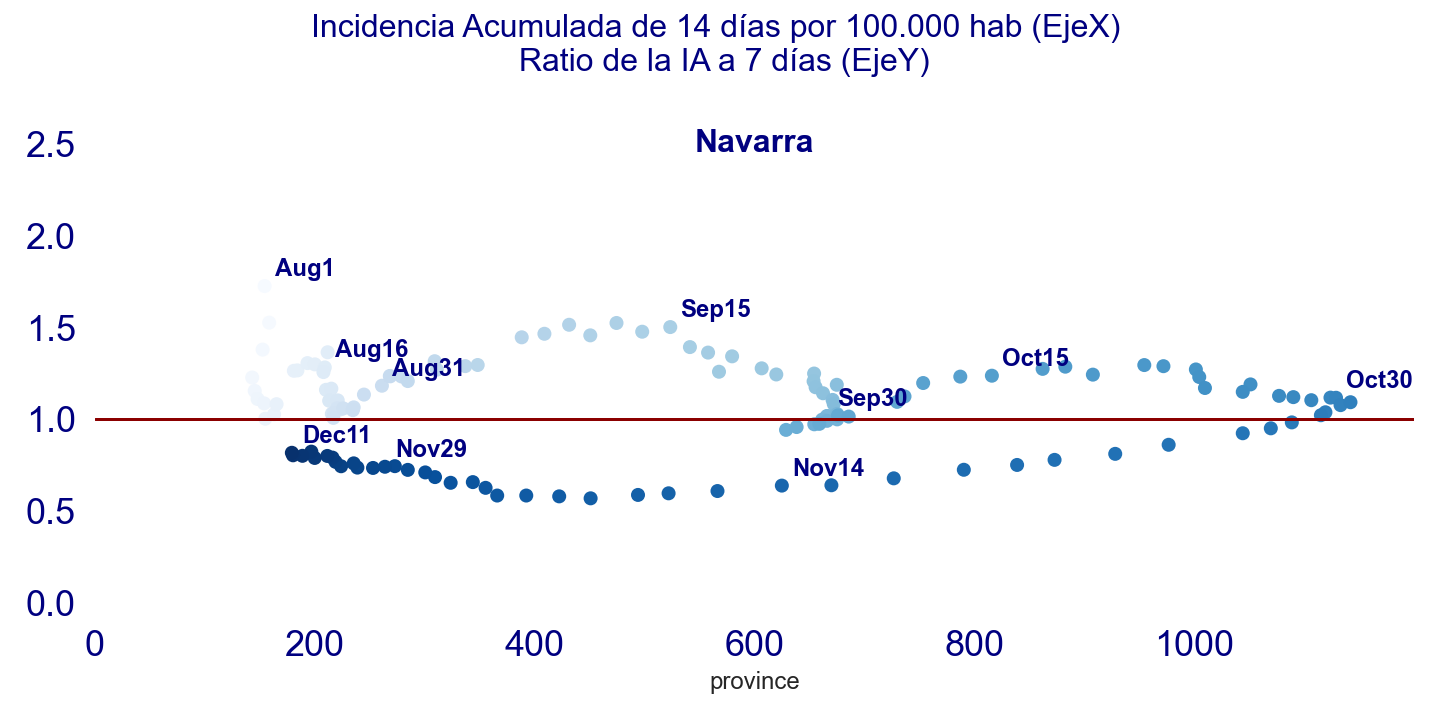 Incidencia Acumulada de 14 días por 100.000 hab (EjeX)
Ratio de la IA a 7 días (EjeY)
Navarra
2.5
2.0
1.5
1.0
0.5
0.0
Aug1
Aug16
Aug31
Sep15
Sep30
Oct15
Oct30
Nov14
Nov29
Dec11
0
200
400
600
800
1000
province